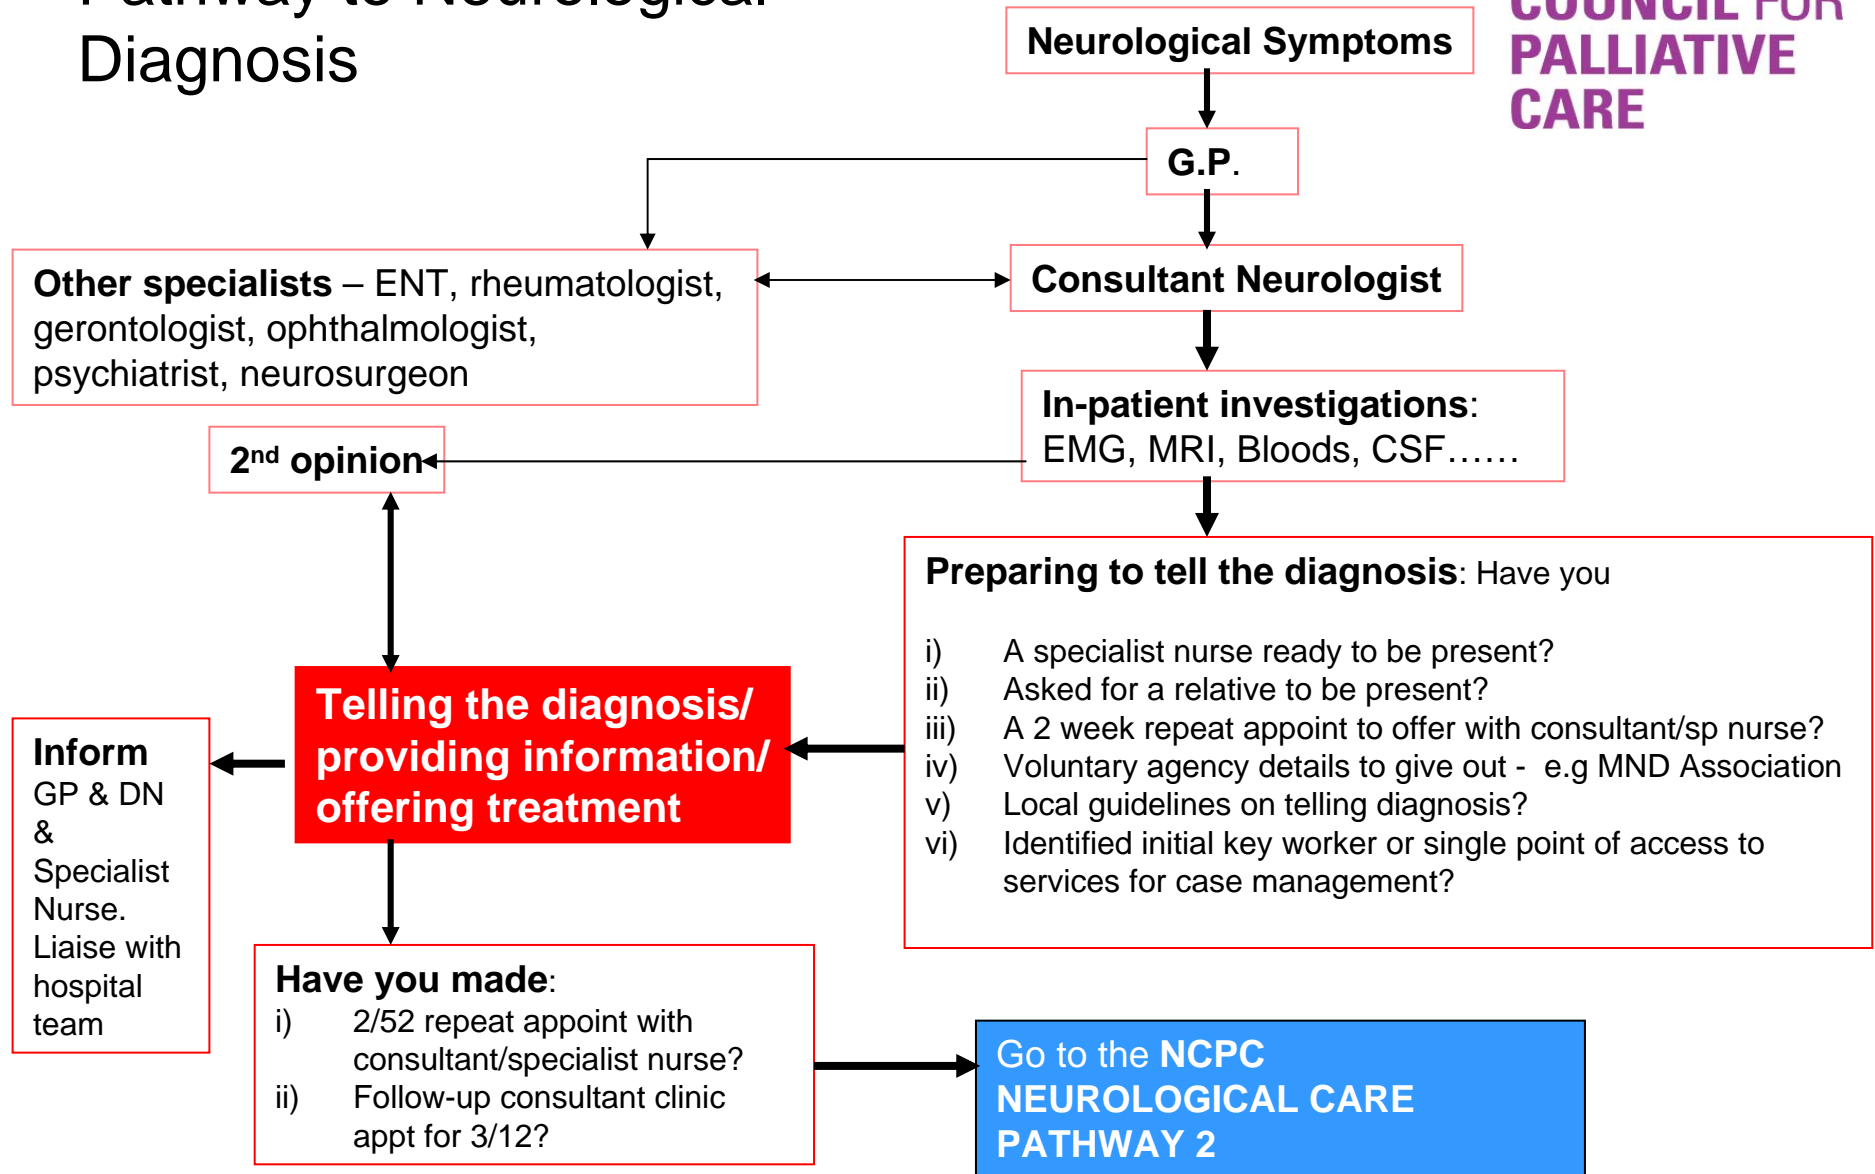 Pathway to Neurological
Diagnosis
COUNCIL FOR
PALLIATIVE
CARE
Neurological Symptoms
G.P.
Other specialists – ENT, rheumatologist,
gerontologist, ophthalmologist,
psychiatrist, neurosurgeon
Consultant Neurologist
In-patient investigations:
EMG, MRI, Bloods, CSF……
2nd opinion
Preparing to tell the diagnosis: Have you
i) A specialist nurse ready to be present?
ii) Asked for a relative to be present?
iii) A 2 week repeat appoint to offer with consultant/sp nurse?
iv) Voluntary agency details to give out - e.g MND Association
v) Local guidelines on telling diagnosis?
vi) Identified initial key worker or single point of access to
services for case management?
Telling the diagnosis/
providing information/
offering treatment
Inform
GP & DN
&
Specialist
Nurse.
Liaise with
hospital
team
Have you made:
i) 2/52 repeat appoint with
consultant/specialist nurse?
ii) Follow-up consultant clinic
appt for 3/12?
Go to the NCPC
NEUROLOGICAL CARE
PATHWAY 2